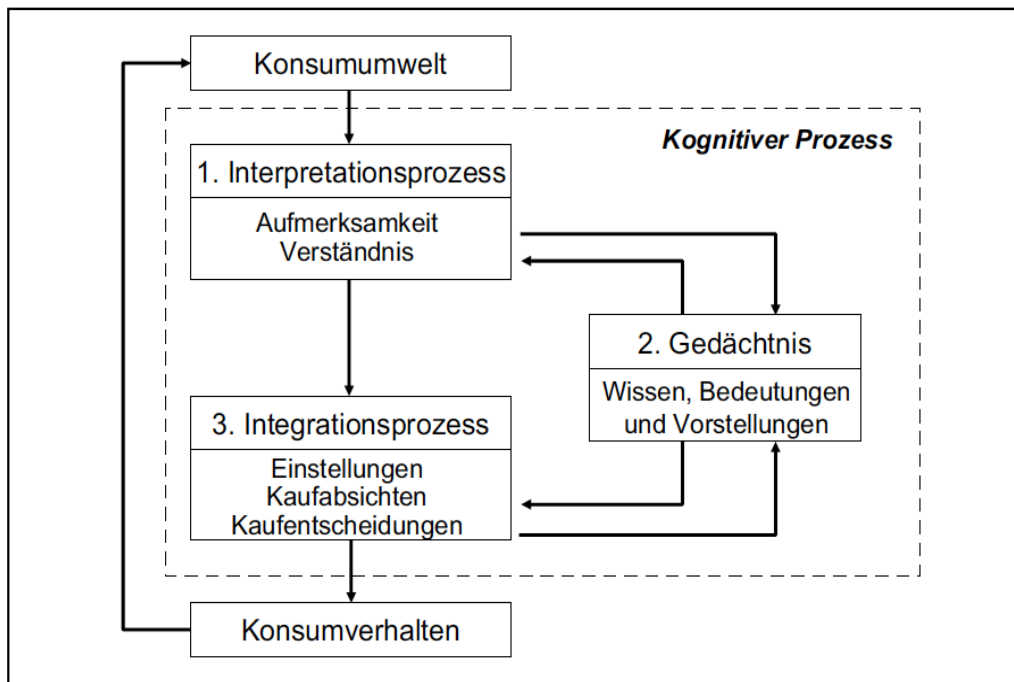 Konsumumwelt
Kognitiver Prozess
1. Interpretationsprozess
Aufmerksamkeit
Verständnis
2. Gedächtnis
Wissen, Bedeutungen
und Vorstellungen
3. Integrationsprozess
Einstellungen
Kaufabsichten
Kaufentscheidungen
Konsumverhalten